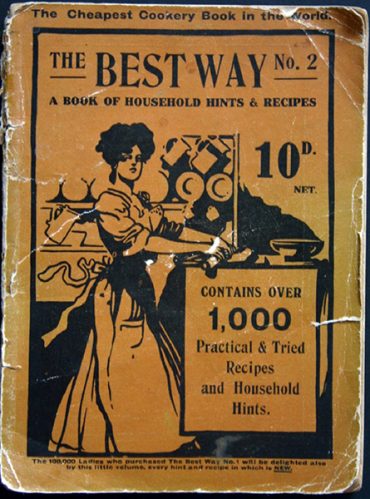 The Cheapest Cookery Book in the World.
THE BEST WAY No. 2
A BOOK OF HOUSEHOLD HINTS & RECIPES
10D.
NET.
CONTAINS OVER
1,000
Practical & Tried
Recipes
and Household
Hints.
The 100,000 Ladies who purchased The Best Way No. 1 will be delighted also
by this little volume, every hint and recipe in which is NEW.